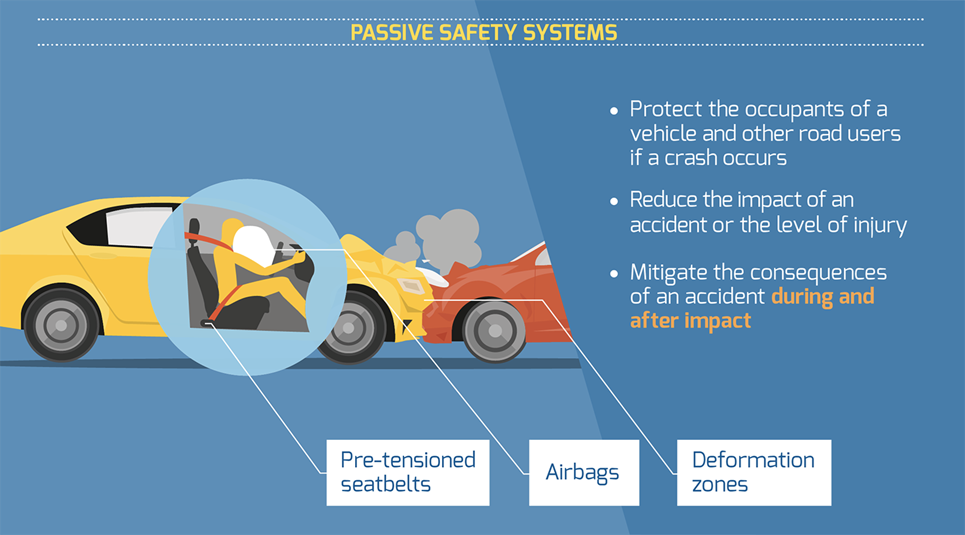 PASSIVE SAFETY SYSTEMS
• Protect the occupants of a
vehicle and other road users
if a crash occurs
• Reduce the impact of an
accident or the level of injury
• Mitigate the consequences
of an accident during and
after impact
Pre-tensioned
seatbelts
Airbags
Deformation
zones